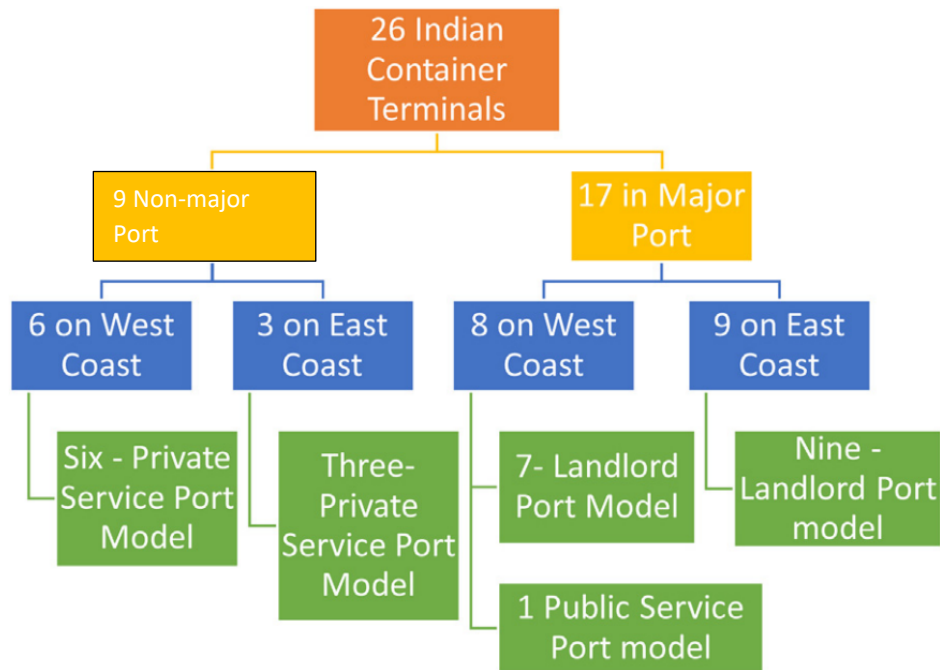 26 Indian
Container
Terminals
9 Non-major
Port
17 in Major
Port
6 on West
Coast
3 on East
Coast
8 on West
Coast
9 on East
Coast
Six - Private
Service Port
Model
Three-
Private
Service Port
Model
7- Landlord
Port Model
1 Public Service
Port model
Nine -
Landlord Port
model